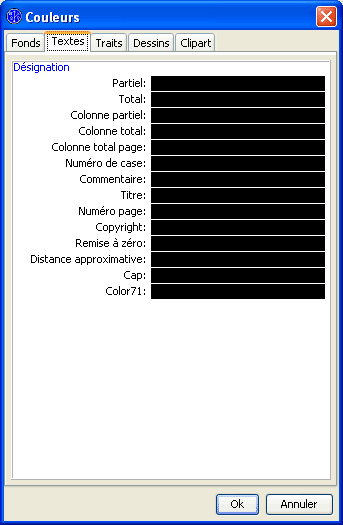 Couleurs
Fonds Textes Traits Dessins Clipart
Désignation
Partiel:
Total:
Colonne partiel:
Colonne total:
Colonne total page:
Numéro de case:
Commentaire:
Titre:
Numéro page:
Copyright:
Remise à zéro:
Distance approximative:
Cap:
Color71:
Ok Annuler